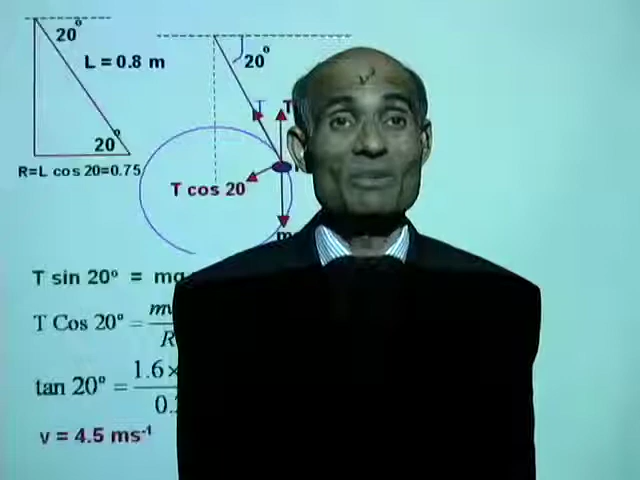 20°
L = 0.8 m
20°
R=L cos 20=0.75
20°
T
T
T cos 20
T sin 20° =
T Cos 20° =
R
tan 20° = 1.6 ×
v = 4.5 ms⁻¹